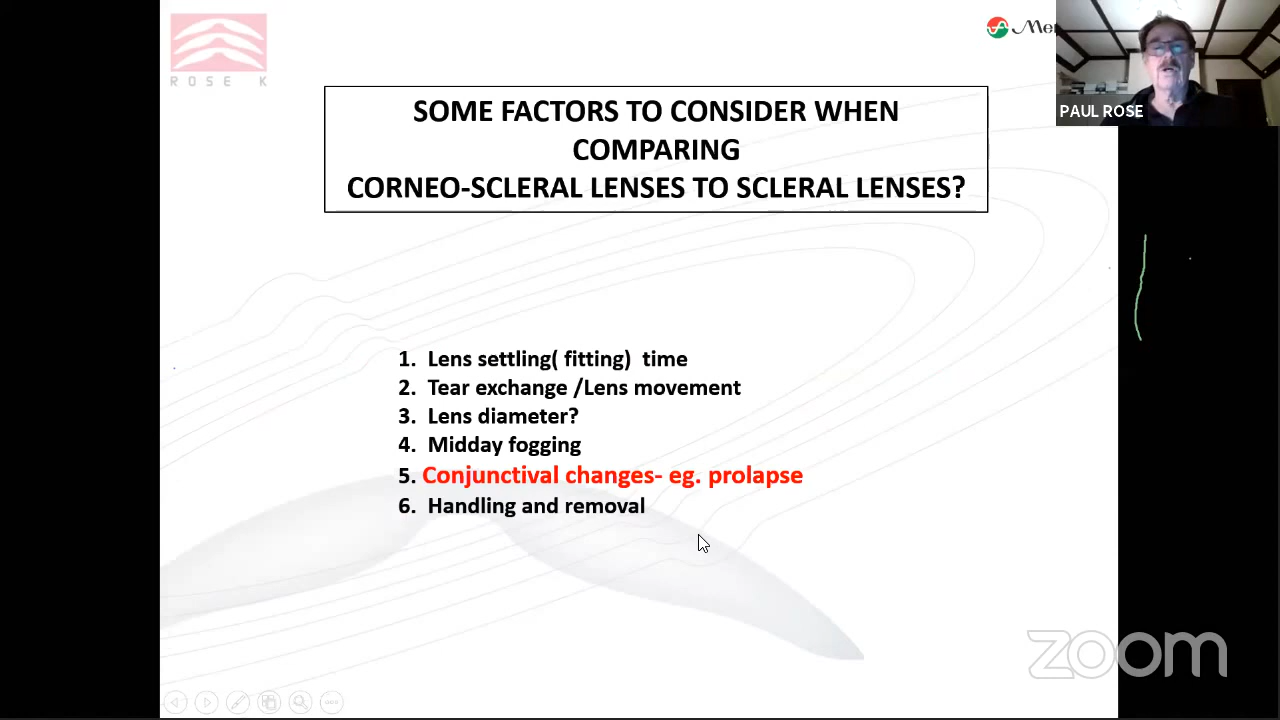 ROSE K
PAUL ROSE
SOME FACTORS TO CONSIDER WHEN
COMPARING
CORNEO-SCLERAL LENSES TO SCLERAL LENSES?
1. Lens settling( fitting) time
2. Tear exchange /Lens movement
3. Lens diameter?
4. Midday fogging
5. Conjunctival changes- eg. prolapse
6. Handling and removal
zoom